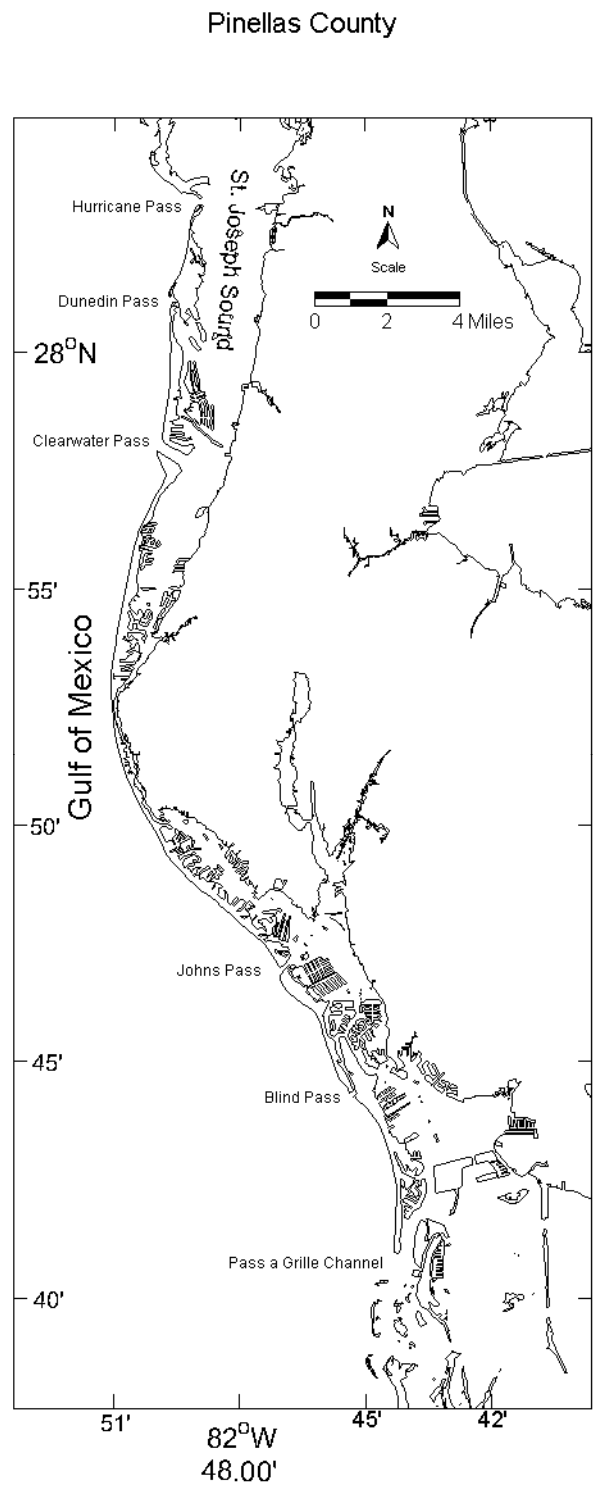 Pinellas County
St. Joseph Sound
Hurricane Pass
N
Scale
0 2 4 Miles
Dunedin Pass
28°N
Clearwater Pass
55'
Gulf of Mexico
50'
Johns Pass
45'
Blind Pass
Pass a Grille Channel
40'
51' 82°W 45' 42'
48.00'